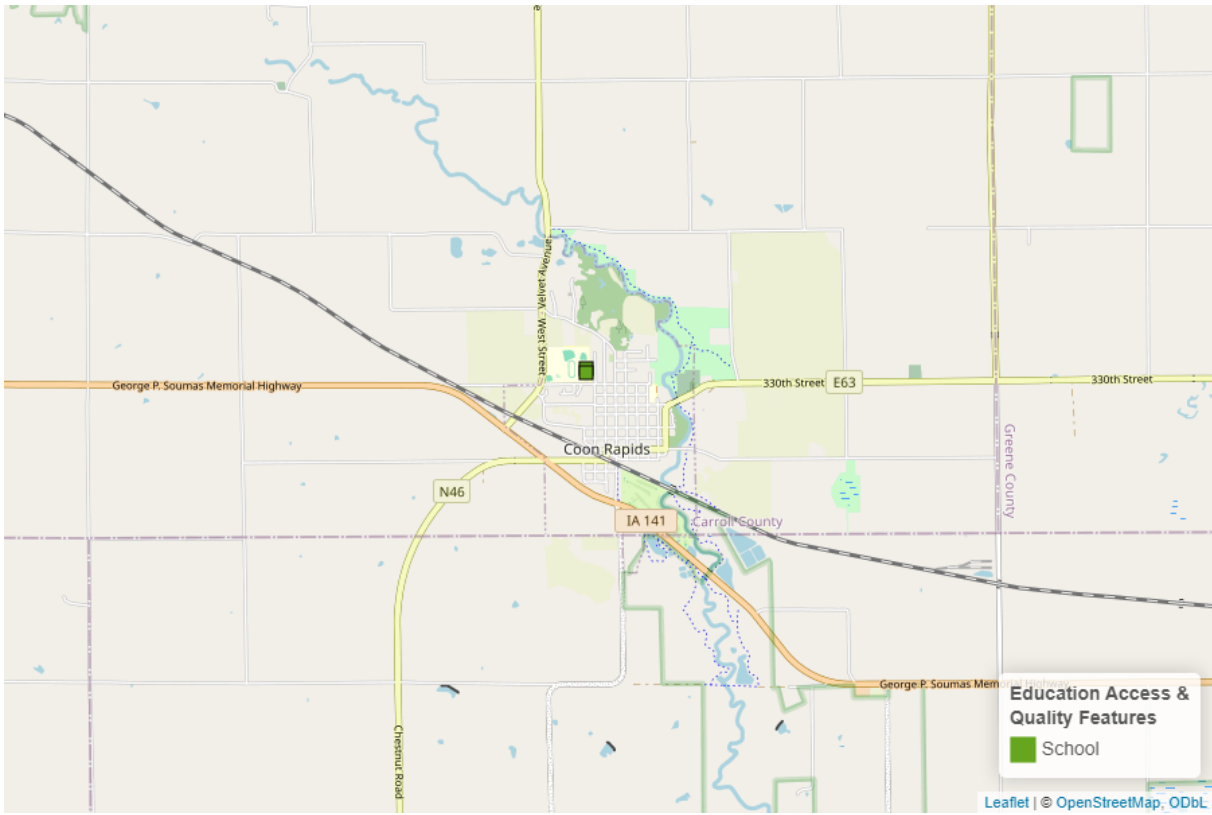 e
Velvet Avenue
West Street
George P. Soumas Memorial Highway
330th Street
E63
330th Street
Coon Rapids
Greene County
N46
IA 141
Carroll County
George P. Soumas Memorial Highway
Chestnut Road
Education Access &
Quality Features
School
Leaflet | © OpenStreetMap, ODbL